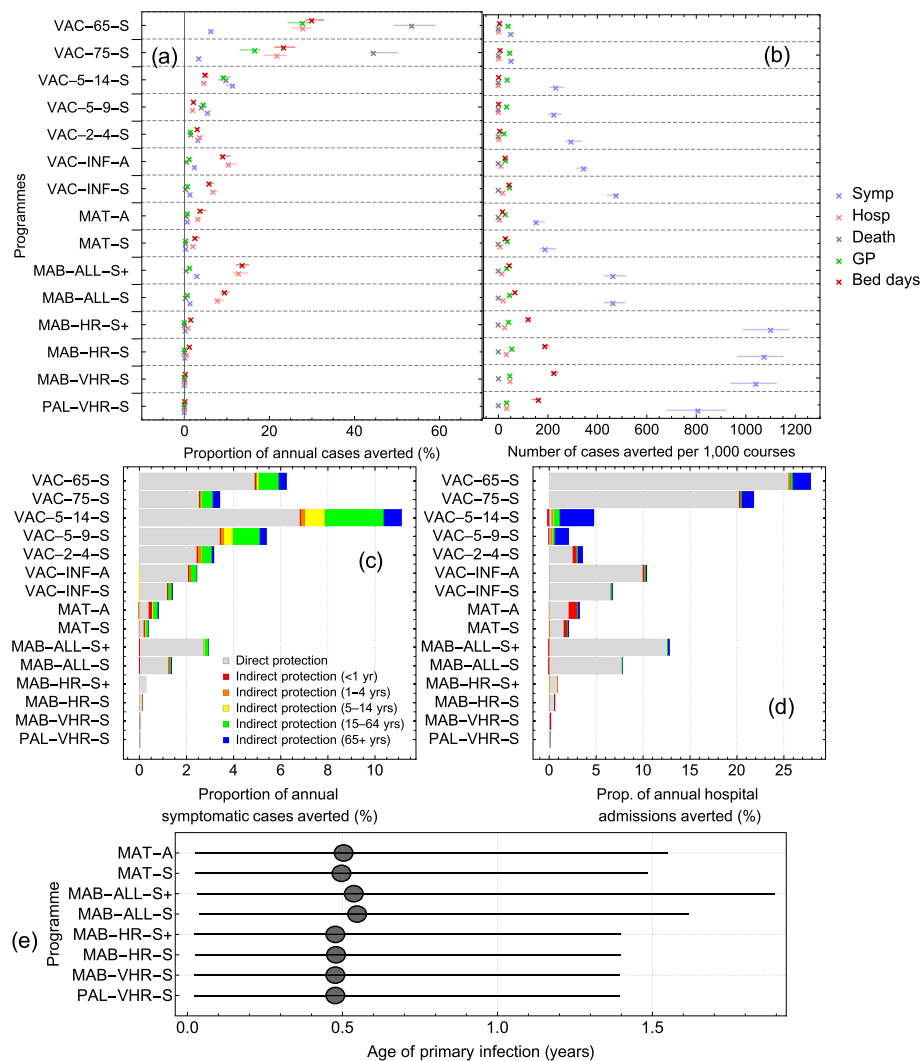 (a)
(b)
Programmes
VAC–65–S
VAC–75–S
VAC–5–14–S
VAC–5–9–S
VAC–2–4–S
VAC–INF–A
VAC–INF–S
MAT–A
MAT–S
MAB–ALL–S+
MAB–ALL–S
MAB–HR–S+
MAB–HR–S
MAB–VHR–S
PAL–VHR–S
0 20 40 60
Proportion of annual cases averted (%)
0 200 400 600 800 1000 1200
Number of cases averted per 1,000 courses
Symp
Hosp
Death
GP
Bed days
VAC–65–S
VAC–75–S
VAC–5–14–S
VAC–5–9–S
VAC–2–4–S
VAC–INF–A
VAC–INF–S
MAT–A
MAT–S
MAB–ALL–S+
MAB–ALL–S
MAB–HR–S+
MAB–HR–S
MAB–VHR–S
PAL–VHR–S
(c)
Direct protection
Indirect protection (<1 yr)
Indirect protection (1–4 yrs)
Indirect protection (5–14 years)
Indirect protection (15–64 years)
Indirect protection (65+ yrs)
0 2 4 6 8 10
Proportion of annual
symptomatic cases averted (%)
VAC–65–S
VAC–75–S
VAC–5–14–S
VAC–5–9–S
VAC–2–4–S
VAC–INF–A
VAC–INF–S
MAT–A
MAT–S
MAB–ALL–S+
MAB–ALL–S
MAB–HR–S+
MAB–HR–S
MAB–VHR–S
PAL–VHR–S
(d)
0 5 10 15 20 25
Prop. of annual hospital
admissions averted (%)
(e)
Programme
MAT–A
MAT–S
MAB–ALL–S+
MAB–ALL–S
MAB–HR–S+
MAB–HR–S
MAB–VHR–S
PAL–VHR–S
0.0 0.5 1.0 1.5
Age of primary infection (years)